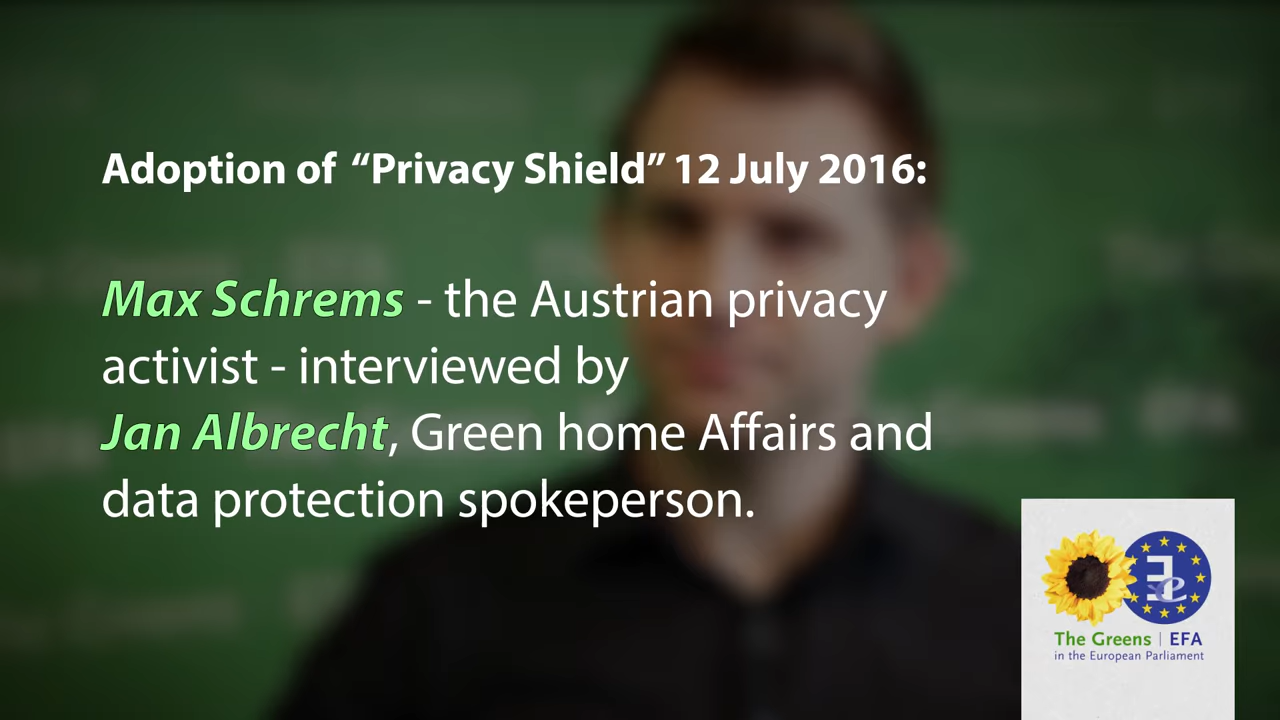 Adoption of “Privacy Shield” 12 July 2016:
Max Schrems - the Austrian privacy
activist - interviewed by
Jan Albrecht, Green home Affairs and
data protection spokeperson.
The Greens | EFA
in the European Parliament